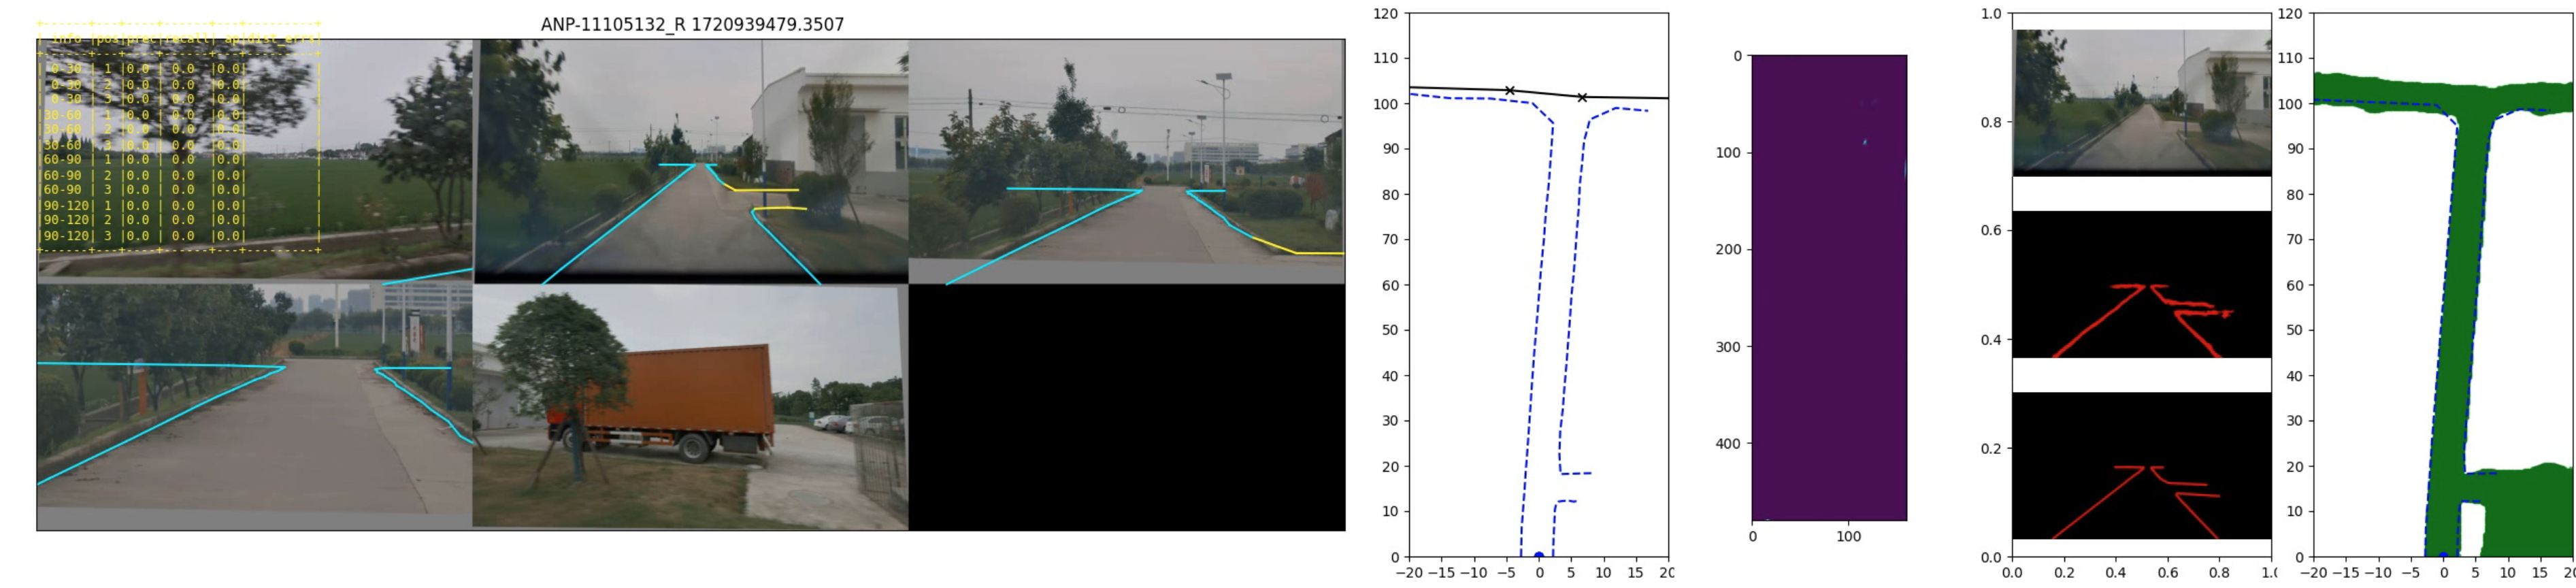 ANP-11105132_R 1720939479.3507
+------+---+----+------+---+---------+
| info |pos|prec|recall| ap|dist_errs|
+------+---+----+------+---+---------+
| 0-30 | 1 |0.0 | 0.0 |0.0| |
| 0-30 | 2 |0.0 | 0.0 |0.0| |
| 0-30 | 3 |0.0 | 0.0 |0.0| |
|30-60 | 1 |0.0 | 0.0 |0.0| |
|30-60 | 2 |0.0 | 0.0 |0.0| |
|30-60 | 3 |0.0 | 0.0 |0.0| |
|60-90 | 1 |0.0 | 0.0 |0.0| |
|60-90 | 2 |0.0 | 0.0 |0.0| |
|60-90 | 3 |0.0 | 0.0 |0.0| |
|90-120| 1 |0.0 | 0.0 |0.0| |
|90-120| 2 |0.0 | 0.0 |0.0| |
|90-120| 3 |0.0 | 0.0 |0.0| |
+------+---+----+------+---+---------+
120
110
100
90
80
70
60
50
40
30
20
10
0
−20 −15 −10 −5 0 5 10 15 20
0
100
200
300
400
0 100
1.0
0.8
0.6
0.4
0.2
0.0
0.0 0.2 0.4 0.6 0.8 1.0
120
110
100
90
80
70
60
50
40
30
20
10
0
−20 −15 −10 −5 0 5 10 15 20